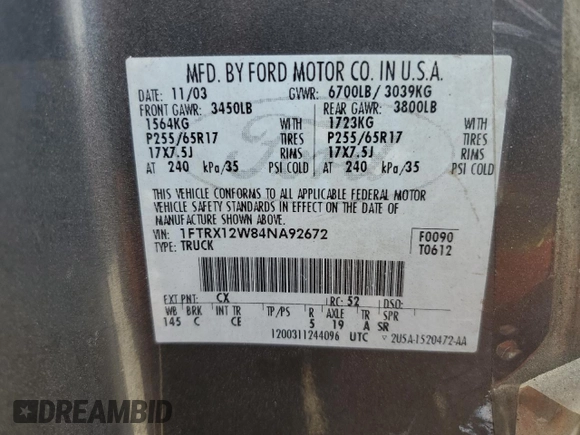 MFD. BY FORD MOTOR CO. IN U.S.A.
DATE: 11/03 GVWR: 6700LB/ 3039KG
FRONT GAWR: 3450LB REAR GAWR: 3800LB
1564KG WITH 1723KG WITH
P255/65R17 TIRES P255/65R17 TIRES
17X7.5J RIMS 17X7.5J RIMS
AT 240 kPa/35 PSI COLD AT 240 kPa/35 PSI COLD
THIS VEHICLE CONFORMS TO ALL APPLICABLE FEDERAL MOTOR
VEHICLE SAFETY STANDARDS IN EFFECT ON THE DATE OF
MANUFACTURE SHOWN ABOVE.
VIN: 1FTRX12W84NA92672 F0090
TYPE: TRUCK T0612
EXT PNT: CX RC: 52 DSO:
WB BRK INT TR TP/PS R AXLE TR SPR
145 C CE 5 19 A SR
1200311244096 UTC 2U5A-1520472-AA
Ford
DREAMBID